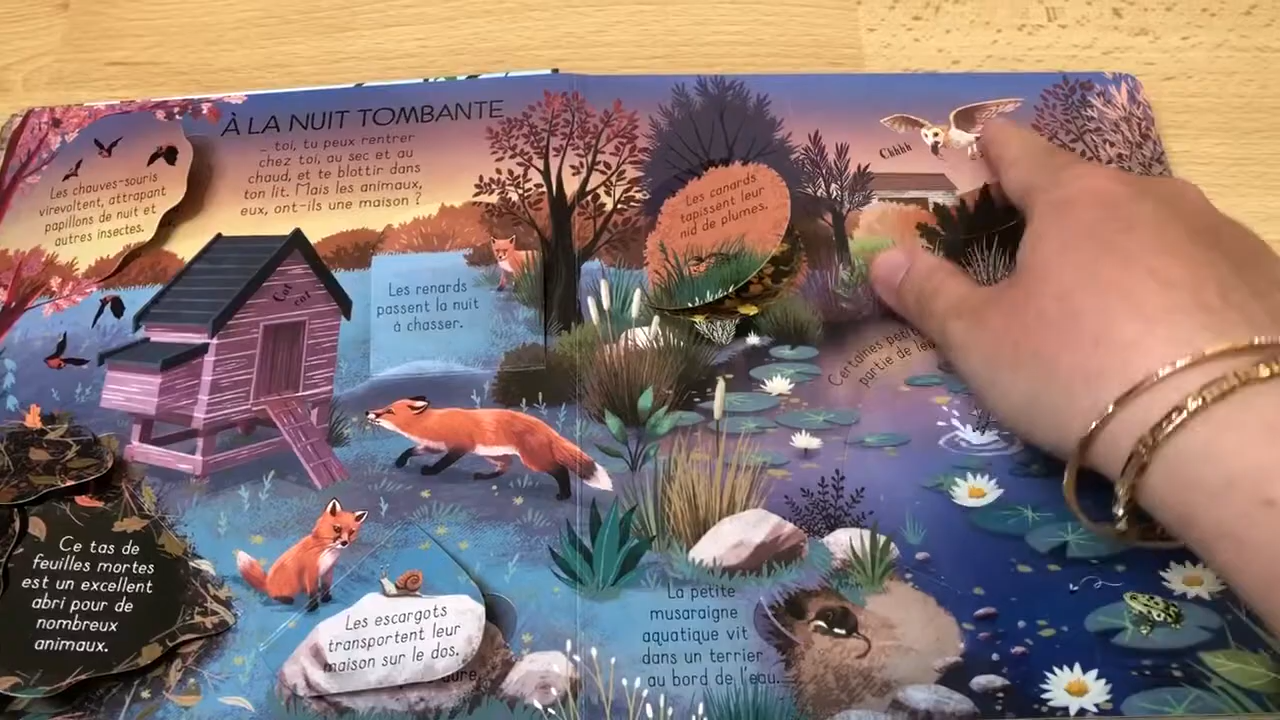 À LA NUIT TOMBANTE
... toi, tu peux rentrer
chez toi, au sec et au
chaud, et te blottir dans
ton lit. Mais les animaux,
eux, ont-ils une maison ?
Les chauves-souris
virevoltent, attrapant
papillons de nuit et
autres insectes.
Cot
cot
Les renards
passent la nuit
à chasser.
Les canards
tapissent leur
nid de plumes.
Chhhh
Certaines
partie de
Ce tas de
feuilles mortes
est un excellent
abri pour de
nombreux
animaux.
Les escargots
transportent leur
maison sur le dos.
La petite
musaraigne
aquatique vit
dans un terrier
au bord de l'eau.